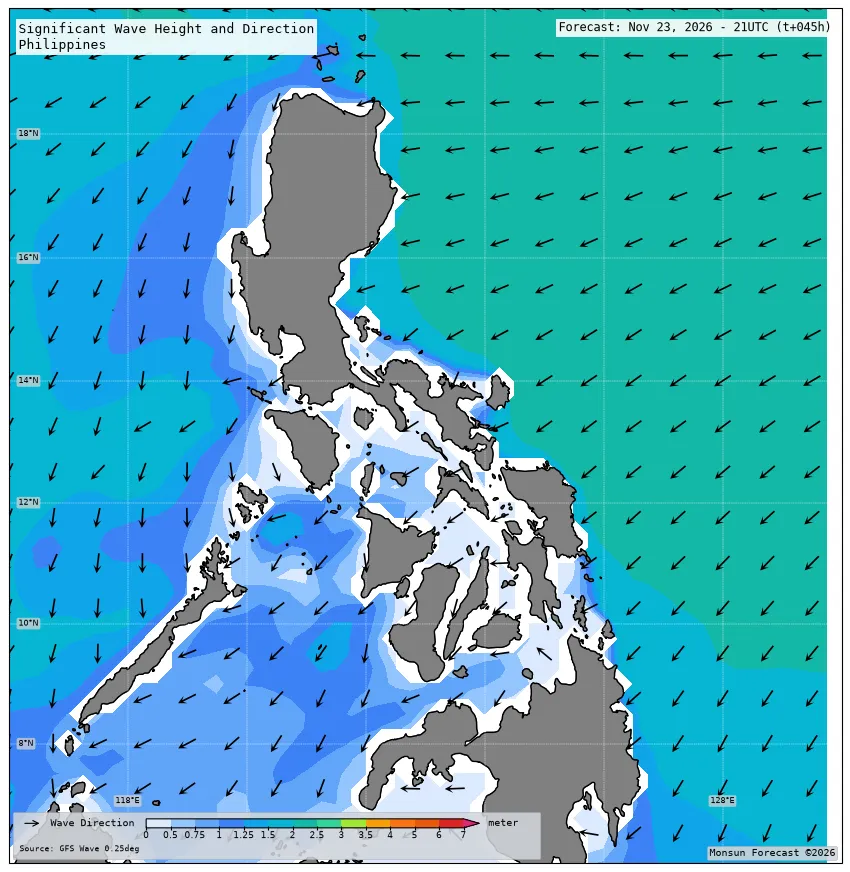 Significant Wave Height and Direction
Philippines
Forecast: Nov 23, 2026 - 21UTC (t+045h)
18°N
16°N
14°N
12°N
10°N
8°N
118°E
128°E
Wave Direction
0 0.5 0.75 1 1.25 1.5 2 2.5 3 3.5 4 5 6 7
meter
Source: GFS Wave 0.25deg
Monsun Forecast ©2026